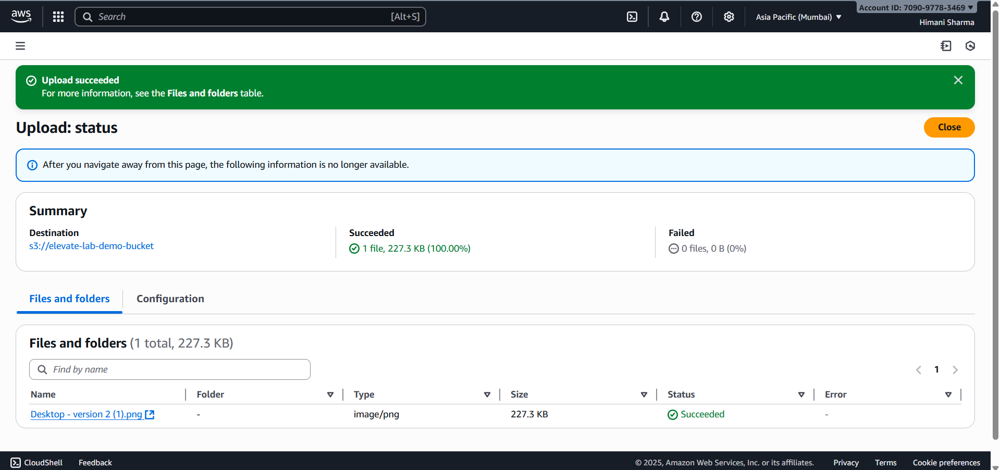 aws
Search [Alt+S]
Asia Pacific (Mumbai) ▼
Account ID: 7090-9778-3469 ▼
Himani Sharma
Upload succeeded
For more information, see the Files and folders table.
Upload: status
Close
After you navigate away from this page, the following information is no longer available.
Summary
Destination
s3://elevate-lab-demo-bucket
Succeeded
1 file, 227.3 KB (100.00%)
Failed
0 files, 0 B (0%)
Files and folders
Configuration
Files and folders (1 total, 227.3 KB)
Find by name
1
Name Folder Type Size Status Error
Desktop - version 2 (1).png - image/png 227.3 KB Succeeded -
CloudShell Feedback © 2025, Amazon Web Services, Inc. or its affiliates. Privacy Terms Cookie preferences